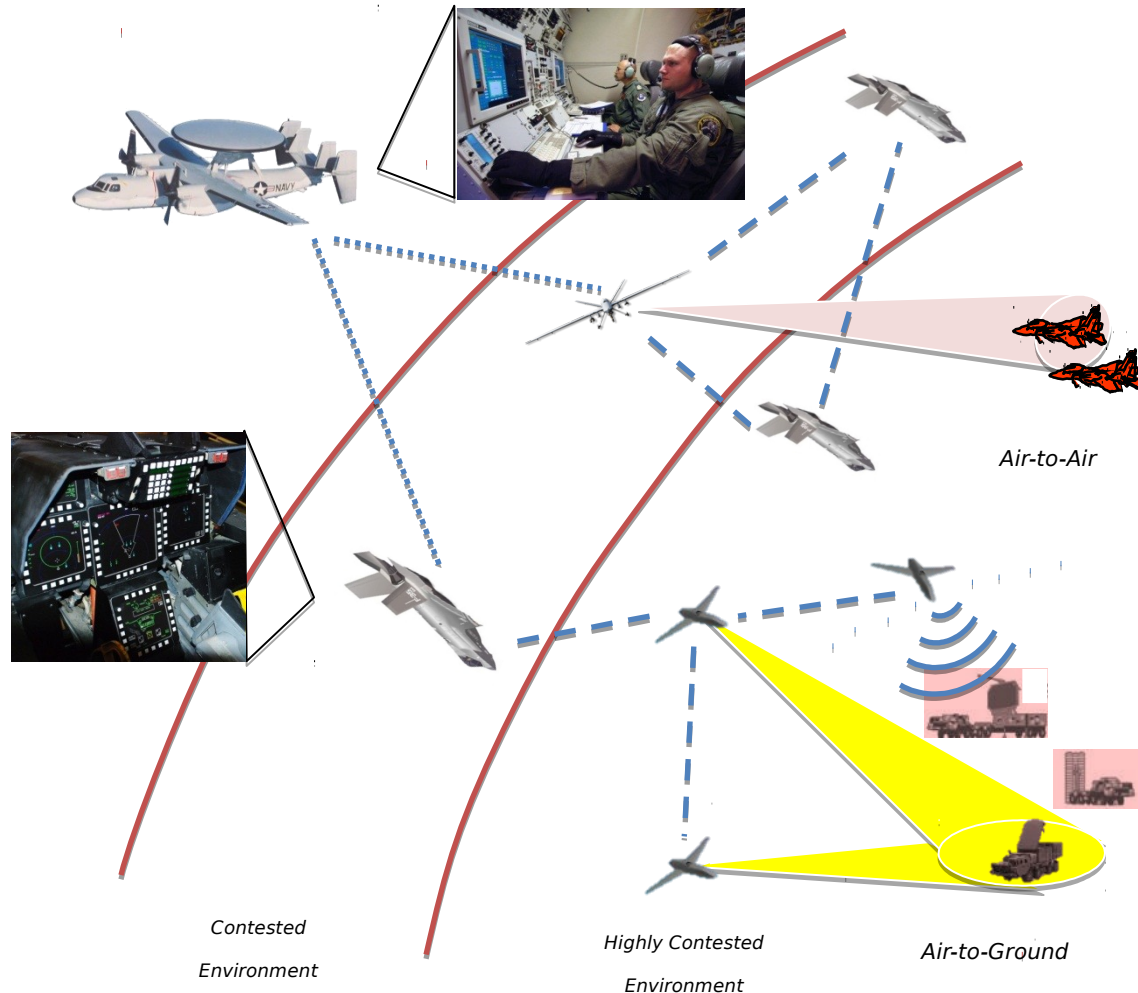 NAVY
Air-to-Air
Contested
Environment
Highly Contested
Environment
Air-to-Ground